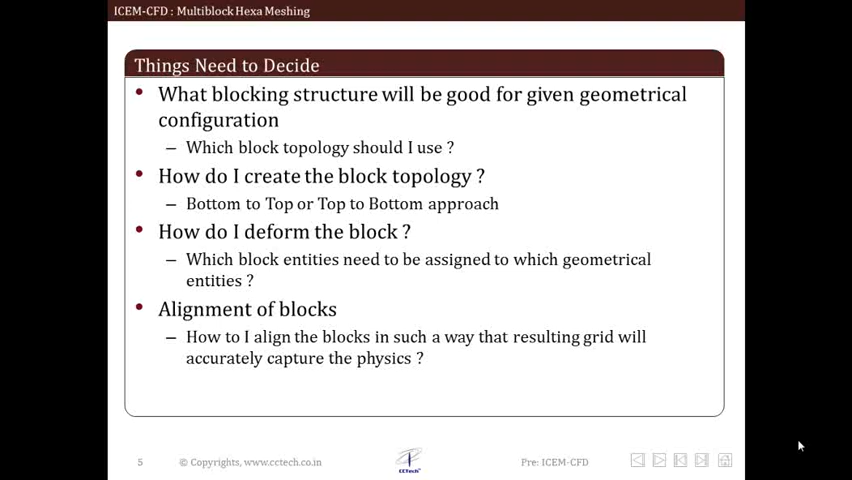 ICEM-CFD : Multiblock Hexa Meshing
Things Need to Decide
• What blocking structure will be good for given geometrical
configuration
– Which block topology should I use ?
• How do I create the block topology ?
– Bottom to Top or Top to Bottom approach
• How do I deform the block ?
– Which block entities need to be assigned to which geometrical
entities ?
• Alignment of blocks
– How to I align the blocks in such a way that resulting grid will
accurately capture the physics ?
5 © Copyrights, www.cctech.co.in CCTech Pre: ICEM-CFD